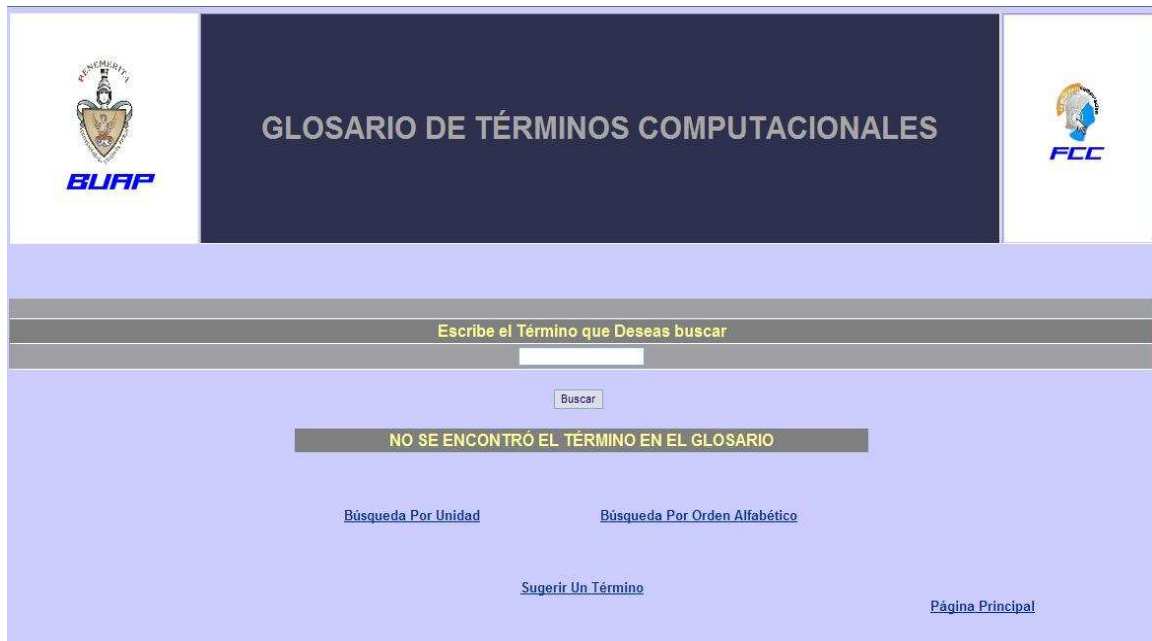 BENEMERITA
BUAP
GLOSARIO DE TÉRMINOS COMPUTACIONALES
FCC
Escribe el Término que Deseas buscar
Buscar
NO SE ENCONTRÓ EL TÉRMINO EN EL GLOSARIO
Búsqueda Por Unidad
Búsqueda Por Orden Alfabético
Sugerir Un Término
Página Principal